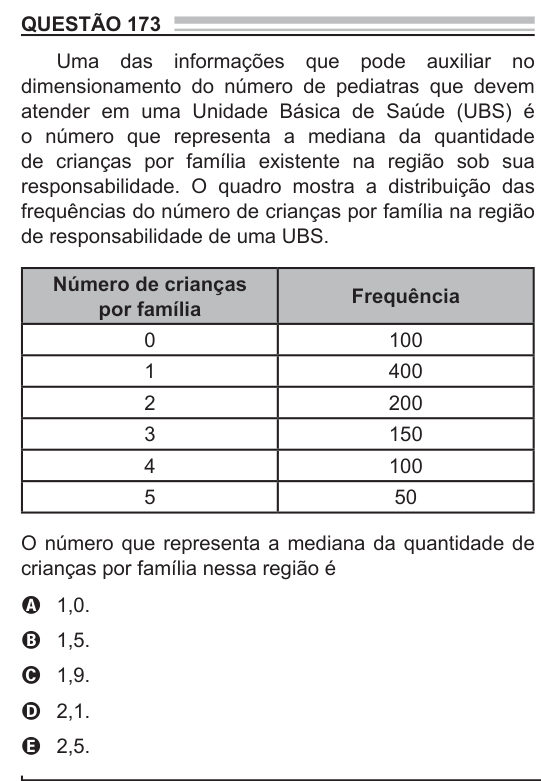 QUESTÃO 173
Uma das informações que pode auxiliar no
dimensionamento do número de pediatras que devem
atender em uma Unidade Básica de Saúde (UBS) é
o número que representa a mediana da quantidade
de crianças por família existente na região sob sua
responsabilidade. O quadro mostra a distribuição das
frequências do número de crianças por família na região
de responsabilidade de uma UBS.
Número de crianças
por família
Frequência
0 100
1 400
2 200
3 150
4 100
5 50
O número que representa a mediana da quantidade de
crianças por família nessa região é
A 1,0.
B 1,5.
C 1,9.
D 2,1.
E 2,5.